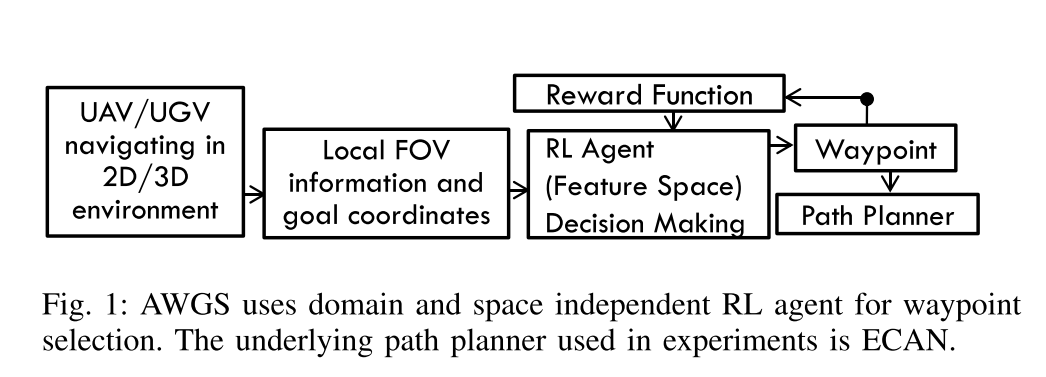 UAV/UGV
navigating in
2D/3D
environment
Local FOV
information and
goal coordinates
Reward Function
RL Agent
(Feature Space)
Decision Making
Waypoint
Path Planner
Fig. 1: AWGS uses domain and space independent RL agent for waypoint
selection. The underlying path planner used in experiments is ECAN.